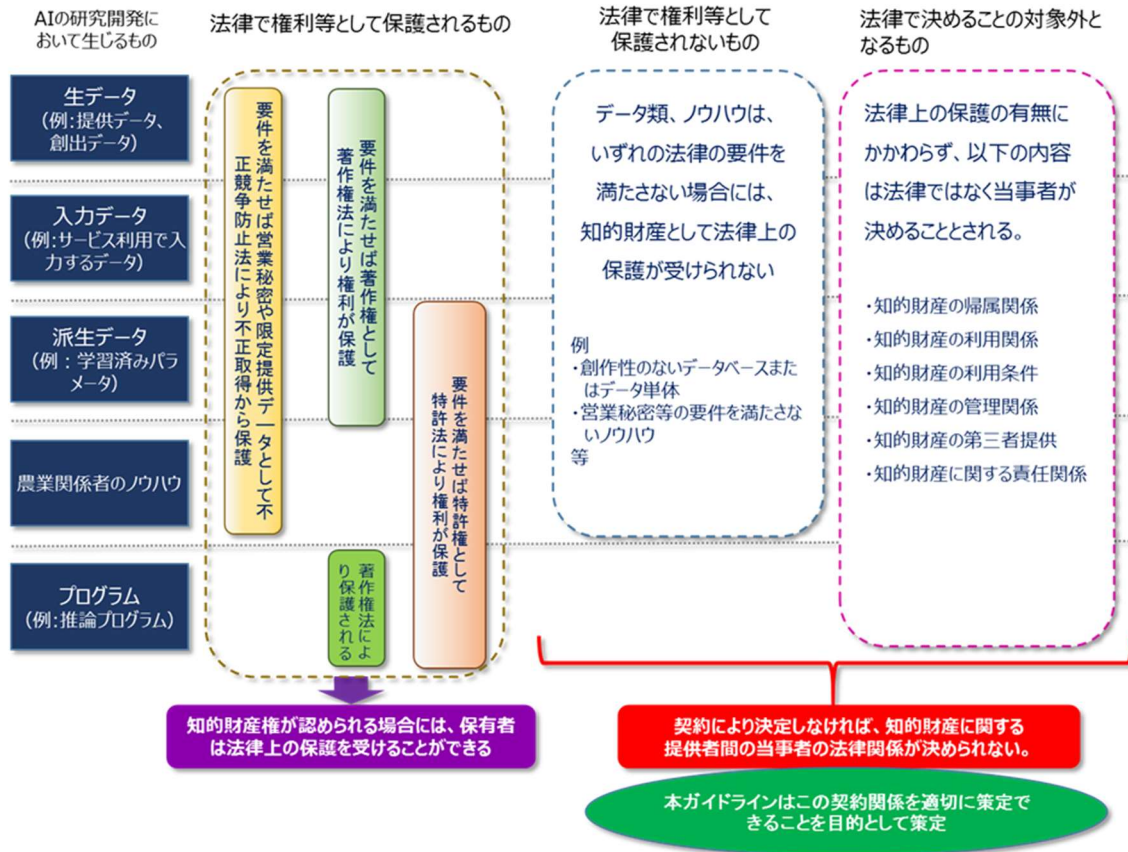 AIの研究開発に
おいて生じるもの
法律で権利等として保護されるもの
法律で権利等として
保護されないもの
法律で決めることの対象外と
なるもの
生データ
（例：提供データ、
創出データ）
入力データ
（例：サービス利用で入
力するデータ）
派生データ
（例：学習済みパラ
メータ）
農業関係者のノウハウ
プログラム
（例：推論プログラム）
要件を満たせば営業秘密や限定提供データとして不
正競争防止法により不正取得から保護
要件を満たせば著作権として
著作権法により権利が保護
要件を満たせば特許権として
特許法により権利が保護
著作権法によ
り保護される
データ類、ノウハウは、
いずれの法律の要件を
満たさない場合には、
知的財産として法律上の
保護が受けられない
例
・創作性のないデータベースまた
はデータ単体
・営業秘密等の要件を満たさな
いノウハウ
等
法律上の保護の有無に
かかわらず、以下の内容
は法律ではなく当事者が
決めることとされる。
・知的財産の帰属関係
・知的財産の利用関係
・知的財産の利用条件
・知的財産の管理関係
・知的財産の第三者提供
・知的財産に関する責任関係
知的財産権が認められる場合には、保有者
は法律上の保護を受けることができる
契約により決定しなければ、知的財産に関する
提供者間の当事者の法律関係が決められない。
本ガイドラインはこの契約関係を適切に策定で
きることを目的として策定